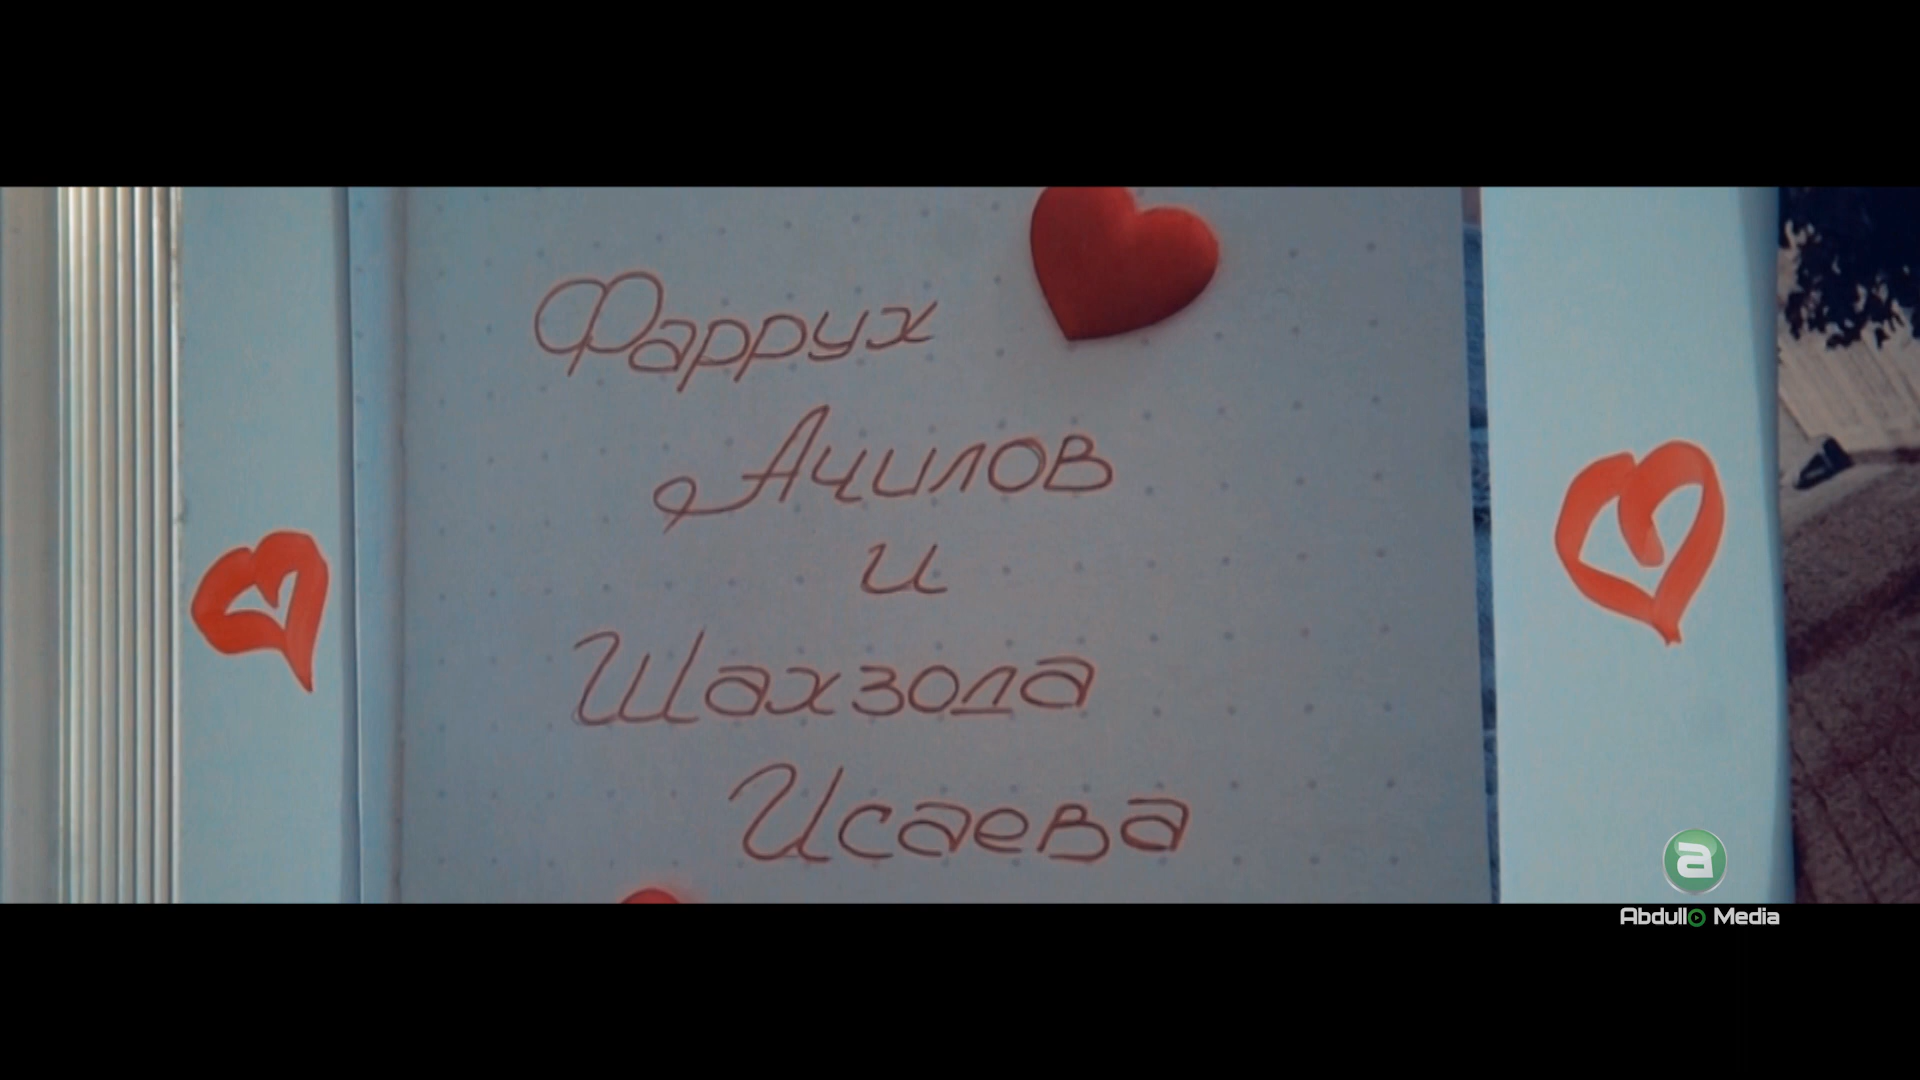 Фаррух
Ачилов
и
Шахзода
Исаева
a
Abdullo Media